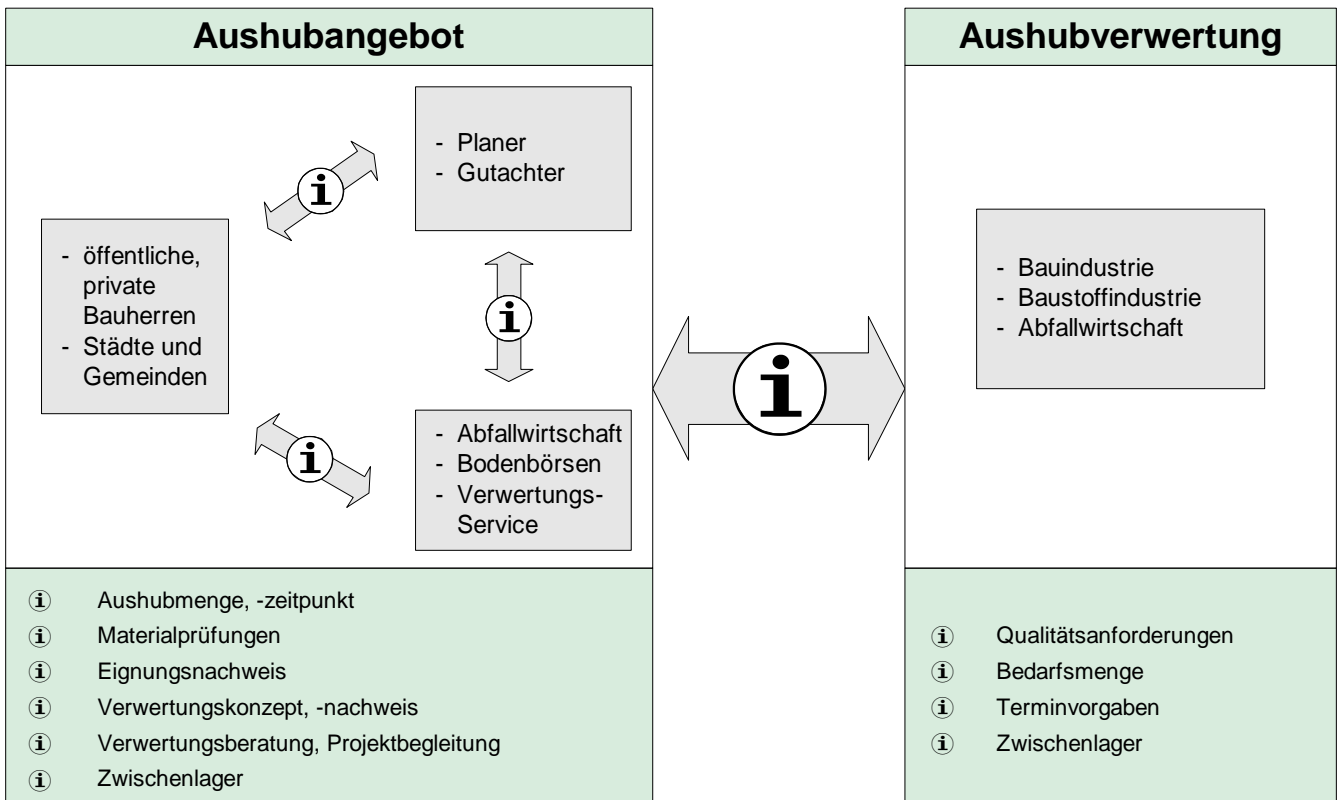 Aushubangebot
- Planer
- Gutachter
- öffentliche,
private
Bauherren
- Städte und
Gemeinden
- Abfallwirtschaft
- Bodenbörsen
- Verwertungs-
Service
i Aushubmenge, -zeitpunkt
i Materialprüfungen
i Eignungsnachweis
i Verwertungskonzept, -nachweis
i Verwertungsberatung, Projektbegleitung
i Zwischenlager
i
i
i
i
Aushubverwertung
- Bauindustrie
- Baustoffindustrie
- Abfallwirtschaft
i Qualitätsanforderungen
i Bedarfsmenge
i Terminvorgaben
i Zwischenlager